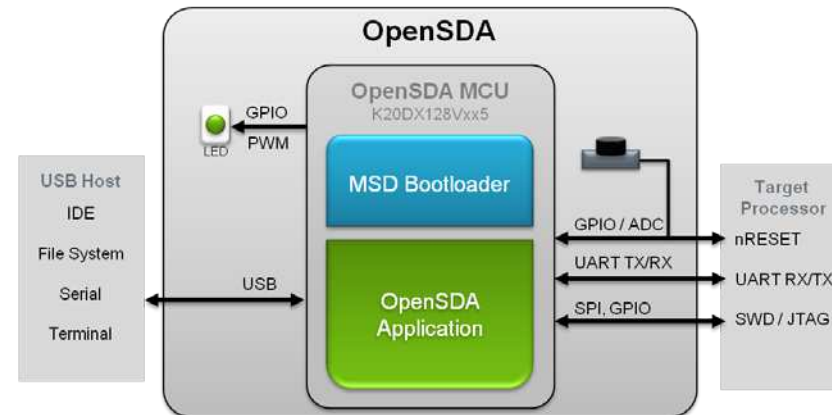 OpenSDA
OpenSDA MCU
K20DX128Vxx5
GPIO
PWM
LED
MSD Bootloader
USB Host
IDE
File System
Serial
Terminal
USB
OpenSDA
Application
GPIO / ADC
UART TX/RX
SPI, GPIO
Target
Processor
nRESET
UART RX/TX
SWD / JTAG